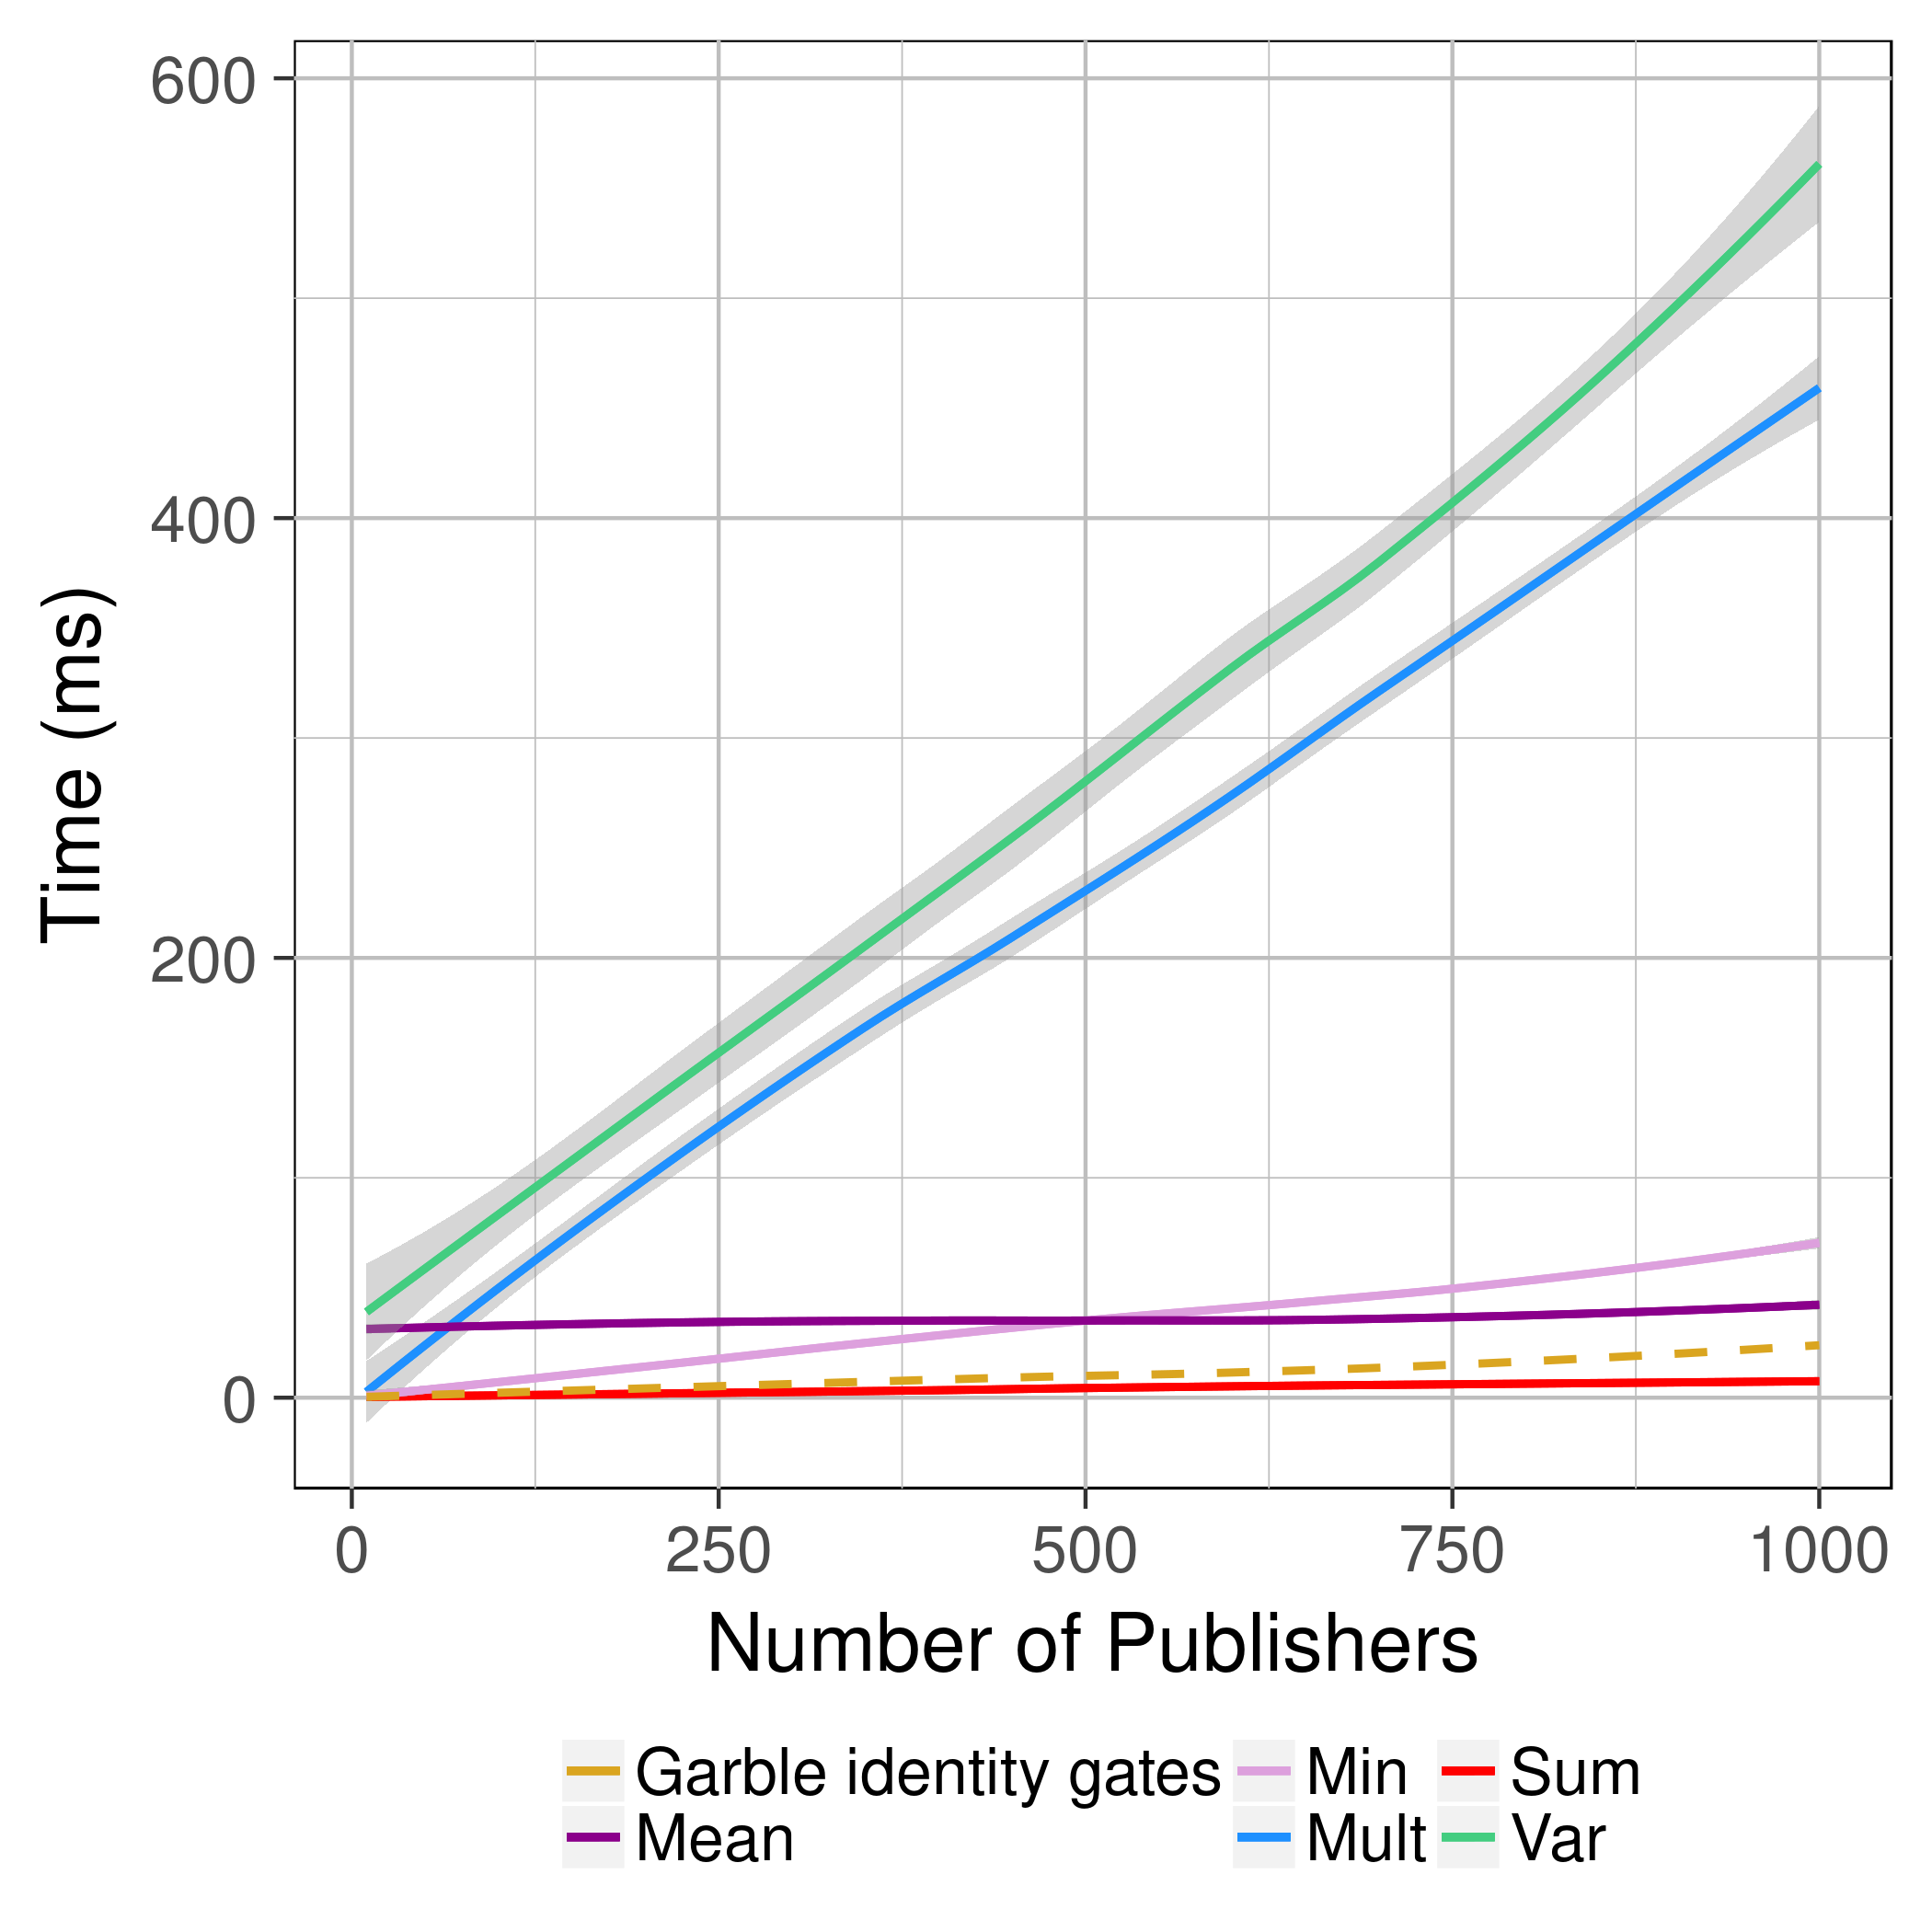 600
400
200
0
Time (ms)
0 250 500 750 1000
Number of Publishers
Garble identity gates Min Sum
Mean Mult Var